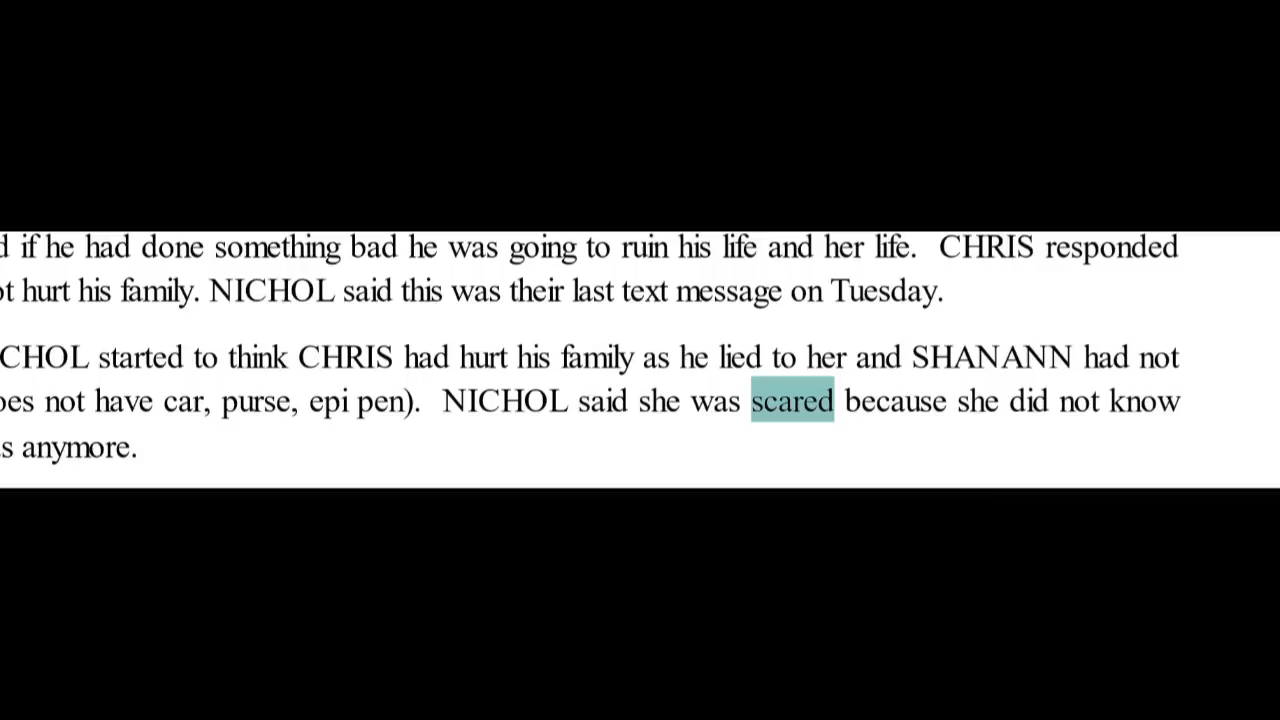 if he had done something bad he was going to ruin his life and her life. CHRIS responded
hurt his family. NICHOL said this was their last text message on Tuesday.
CHOL started to think CHRIS had hurt his family as he lied to her and SHANANN had not
oes not have car, purse, epi pen). NICHOL said she was scared because she did not know
s anymore.